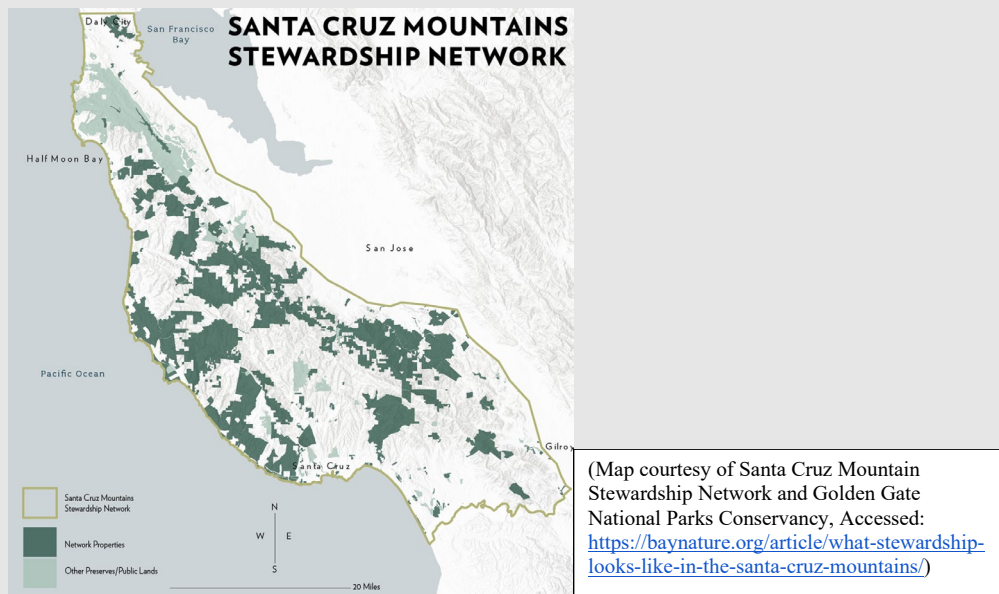 SANTA CRUZ MOUNTAINS
STEWARDSHIP NETWORK
Daly City
San Francisco
Bay
Half Moon Bay
San Jose
Pacific Ocean
Gilroy
Santa Cruz
Santa Cruz Mountains
Stewardship Network
Network Properties
Other Preserves/Public Lands
N
W E
S
20 Miles
(Map courtesy of Santa Cruz Mountain
Stewardship Network and Golden Gate
National Parks Conservancy, Accessed:
https://baynature.org/article/what-stewardship-
looks-like-in-the-santa-cruz-mountains/)